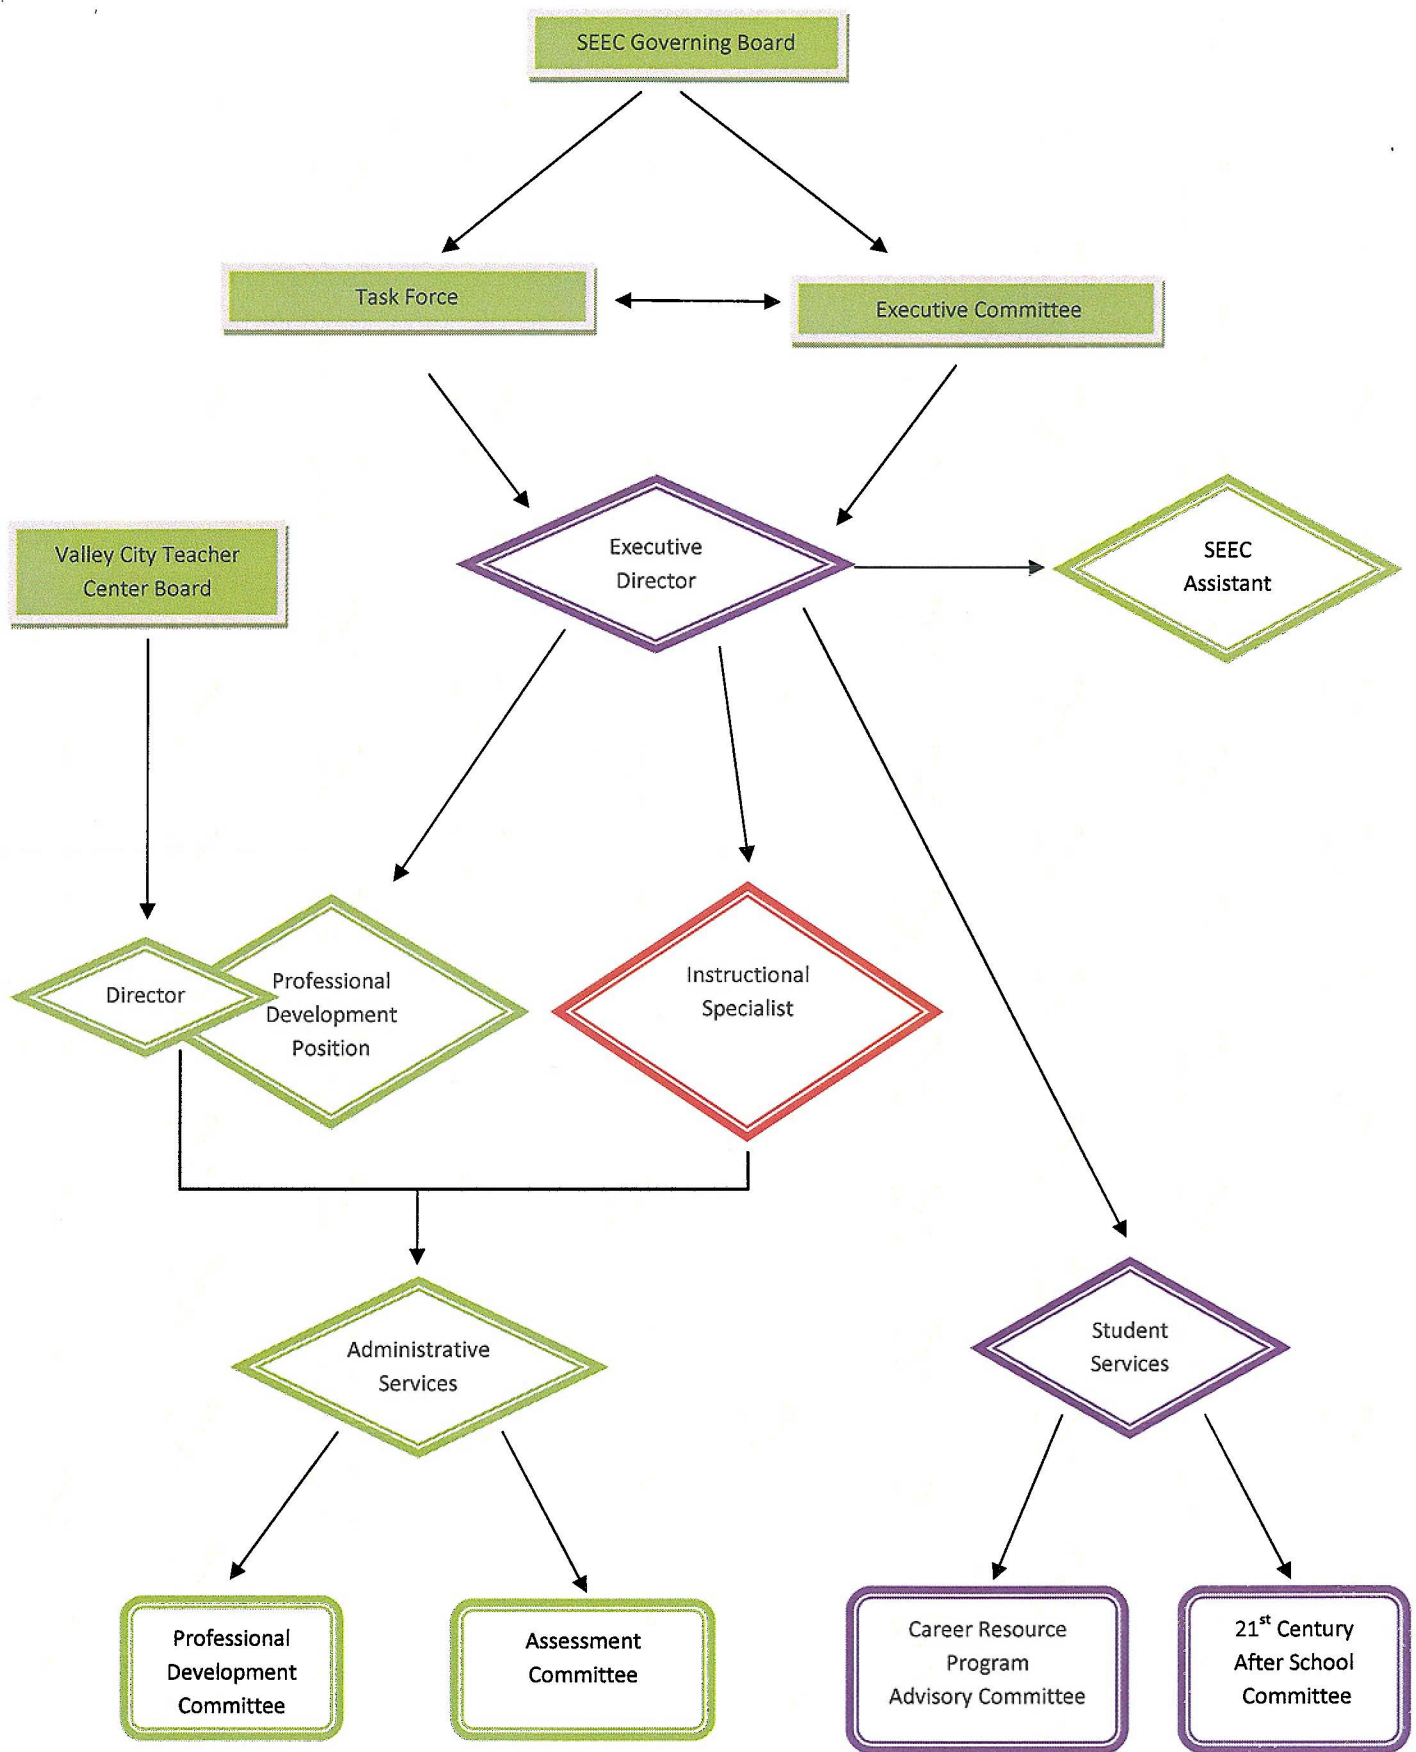 SEEC Governing Board
Task Force
Executive Committee
Valley City Teacher
Center Board
Executive
Director
SEEC
Assistant
Director
Professional
Development
Position
Instructional
Specialist
Administrative
Services
Student
Services
Professional
Development
Committee
Assessment
Committee
Career Resource
Program
Advisory Committee
21st Century
After School
Committee